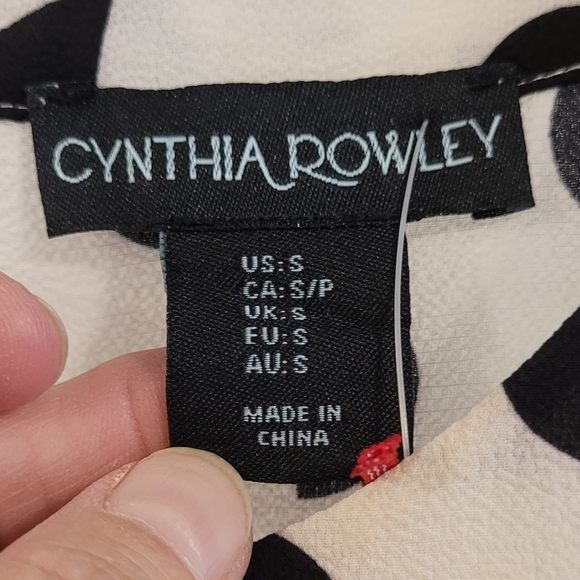 CYNTHIA ROWLEY
US: S
CA: S/P
UK: S
EU: S
AU: S
MADE IN
CHINA